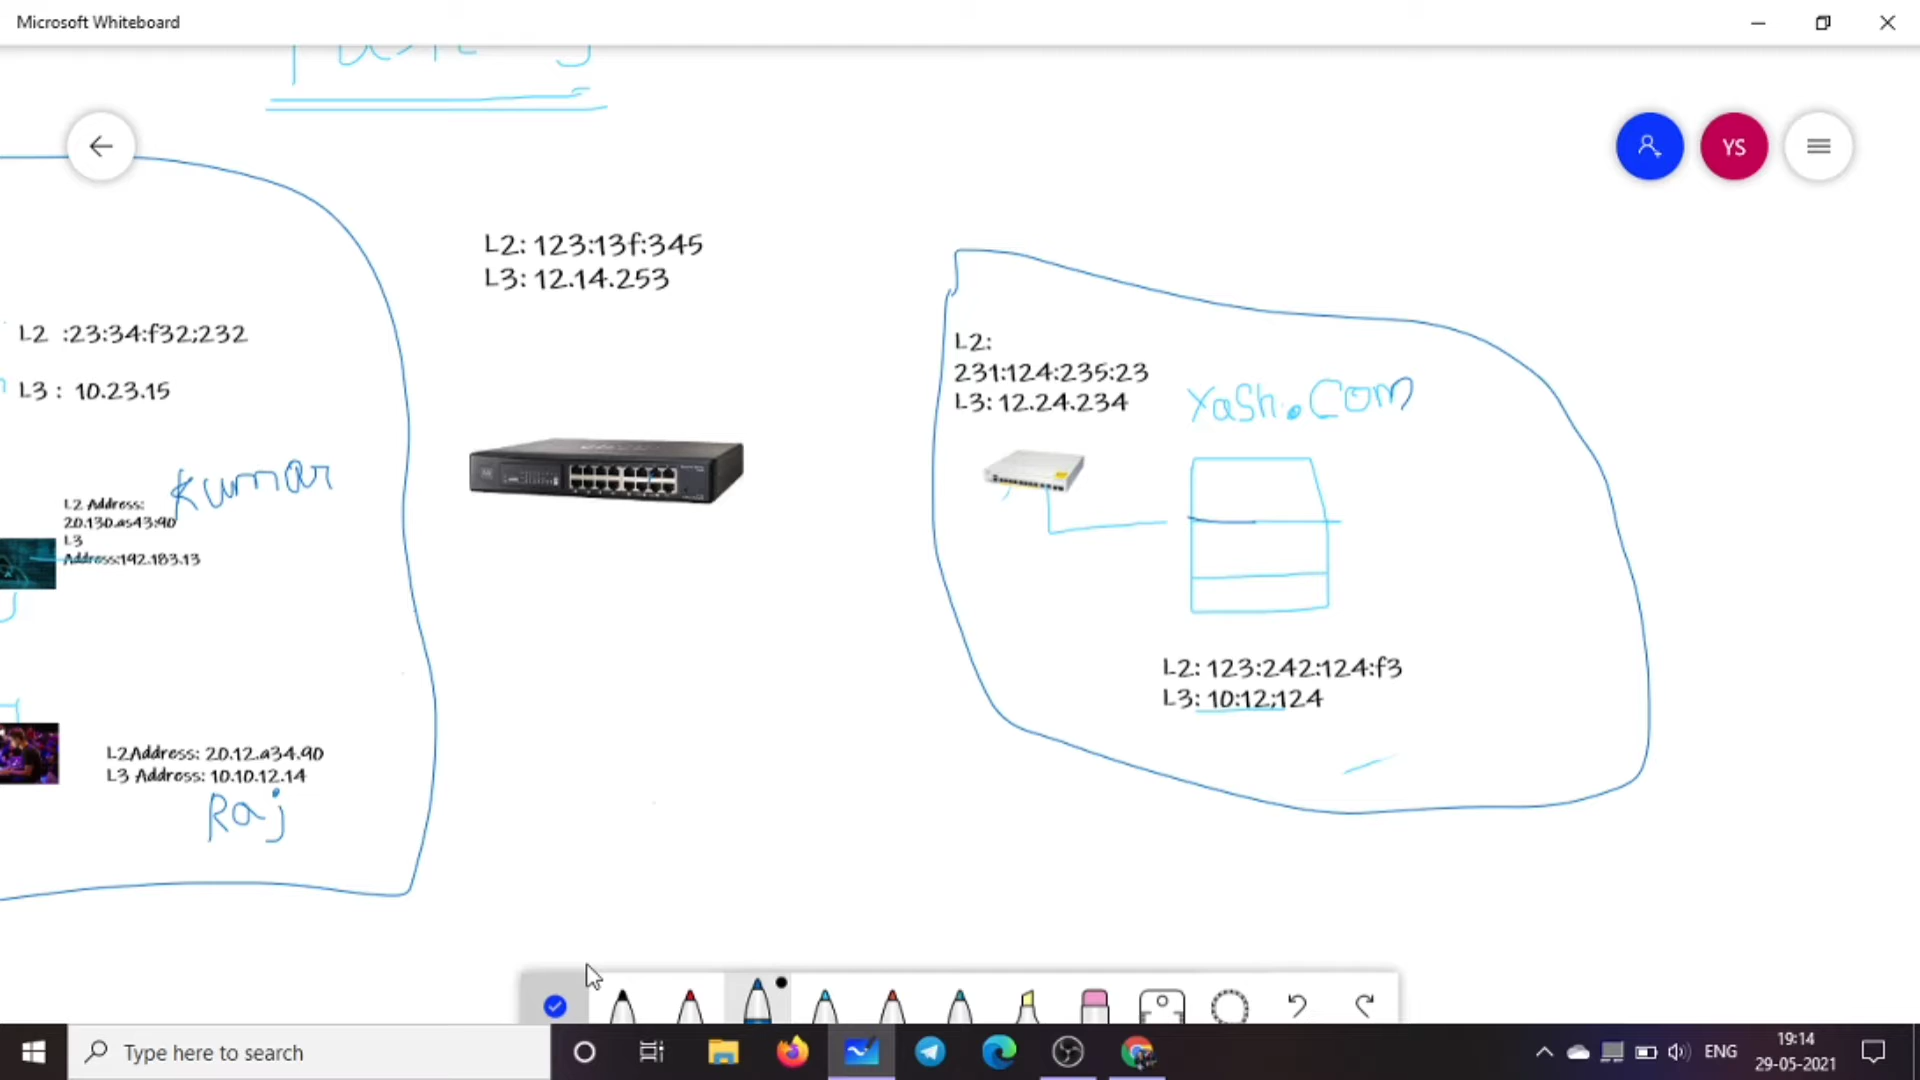 Microsoft Whiteboard
YS
L2: 123:13f:345
L3: 12.14.253
L2 :23:34:f32;232
L3 : 10.23.15
Kumar
L2 Address:
20.130.as43:90
L3
Address:192.183.13
L2Address: 20.12.a34.90
L3 Address: 10.10.12.14
Raj
L2:
231:124:235:23
L3: 12.24.234
Yash.Com
L2: 123:242:124:f3
L3: 10:12;124
Type here to search
ENG
19:14
29-05-2021